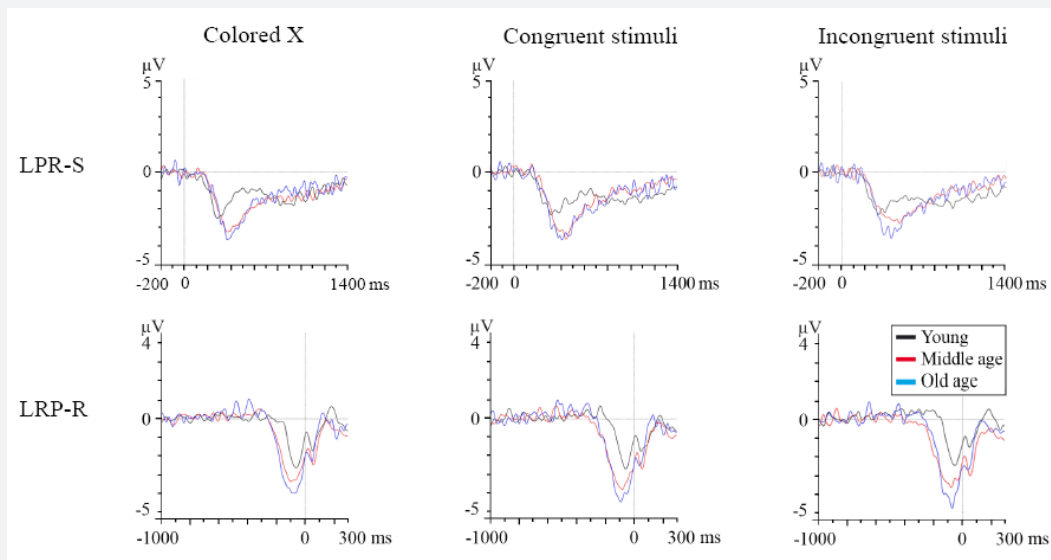 Colored X Congruent stimuli Incongruent stimuli
µV µV µV
5 5 5
LPR-S 0 0 0
-5 -5 -5
-200 0 1400 ms -200 0 1400 ms -200 0 1400 ms
µV µV µV
4 4 4
Young
Middle age
Old age
LRP-R 0 0 0
-5 -5 -5
-1000 0 300 ms -1000 0 300 ms -1000 0 300 ms